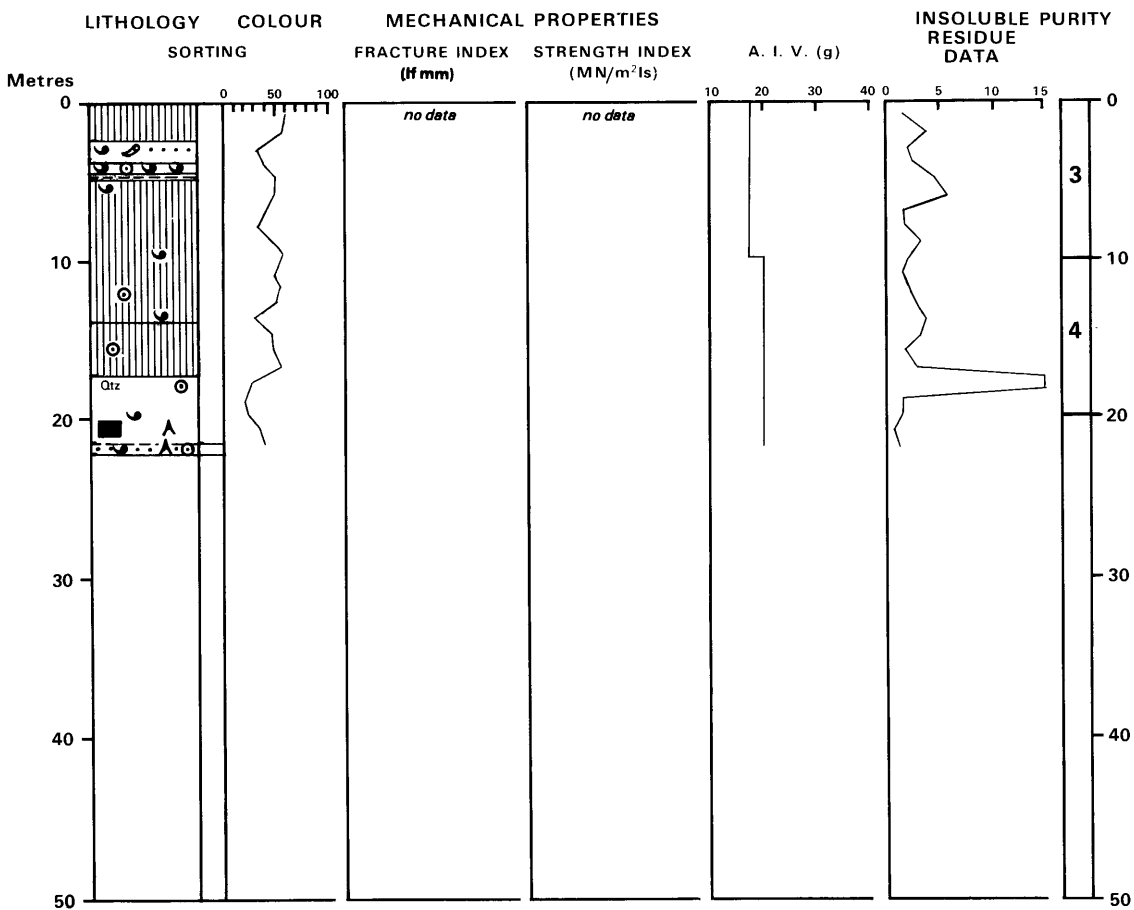 LITHOLOGY COLOUR MECHANICAL PROPERTIES INSOLUBLE PURITY
RESIDUE
DATA
SORTING FRACTURE INDEX STRENGTH INDEX A. I. V. (g)
(If mm) (MN/m²Is)
Metres
0 50 100 10 20 30 40 0 5 10 15
0 no data no data 0
3
10 10
4
Qtz
20 20
30 30
40 40
50 50